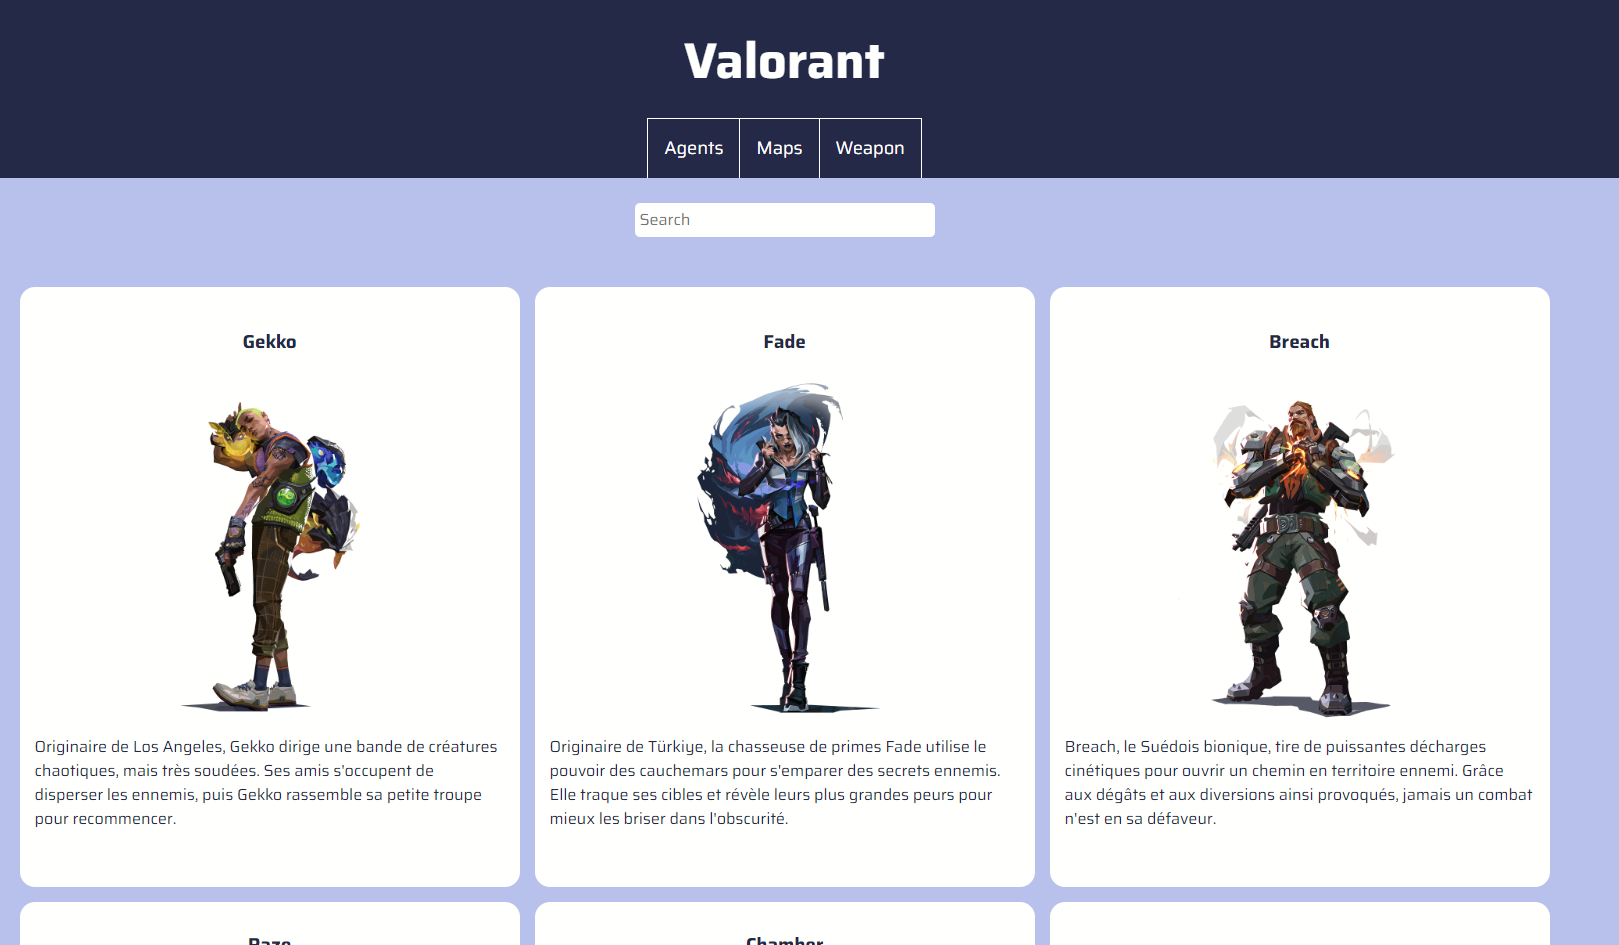 Valorant
Agents
Maps
Weapon
Search
Gekko
Fade
Breach
Originaire de Los Angeles, Gekko dirige une bande de créatures
chaotiques, mais très soudées. Ses amis s'occupent de
disperser les ennemis, puis Gekko rassemble sa petite troupe
pour recommencer.
Originaire de Türkiye, la chasseuse de primes Fade utilise le
pouvoir des cauchemars pour s'emparer des secrets ennemis.
Elle traque ses cibles et révèle leurs plus grandes peurs pour
mieux les briser dans l'obscurité.
Breach, le Suédois bionique, tire de puissantes décharges
cinétiques pour ouvrir un chemin en territoire ennemi. Grâce
aux dégâts et aux diversions ainsi provoqués, jamais un combat
n'est en sa défaveur.
Raze
Chamber